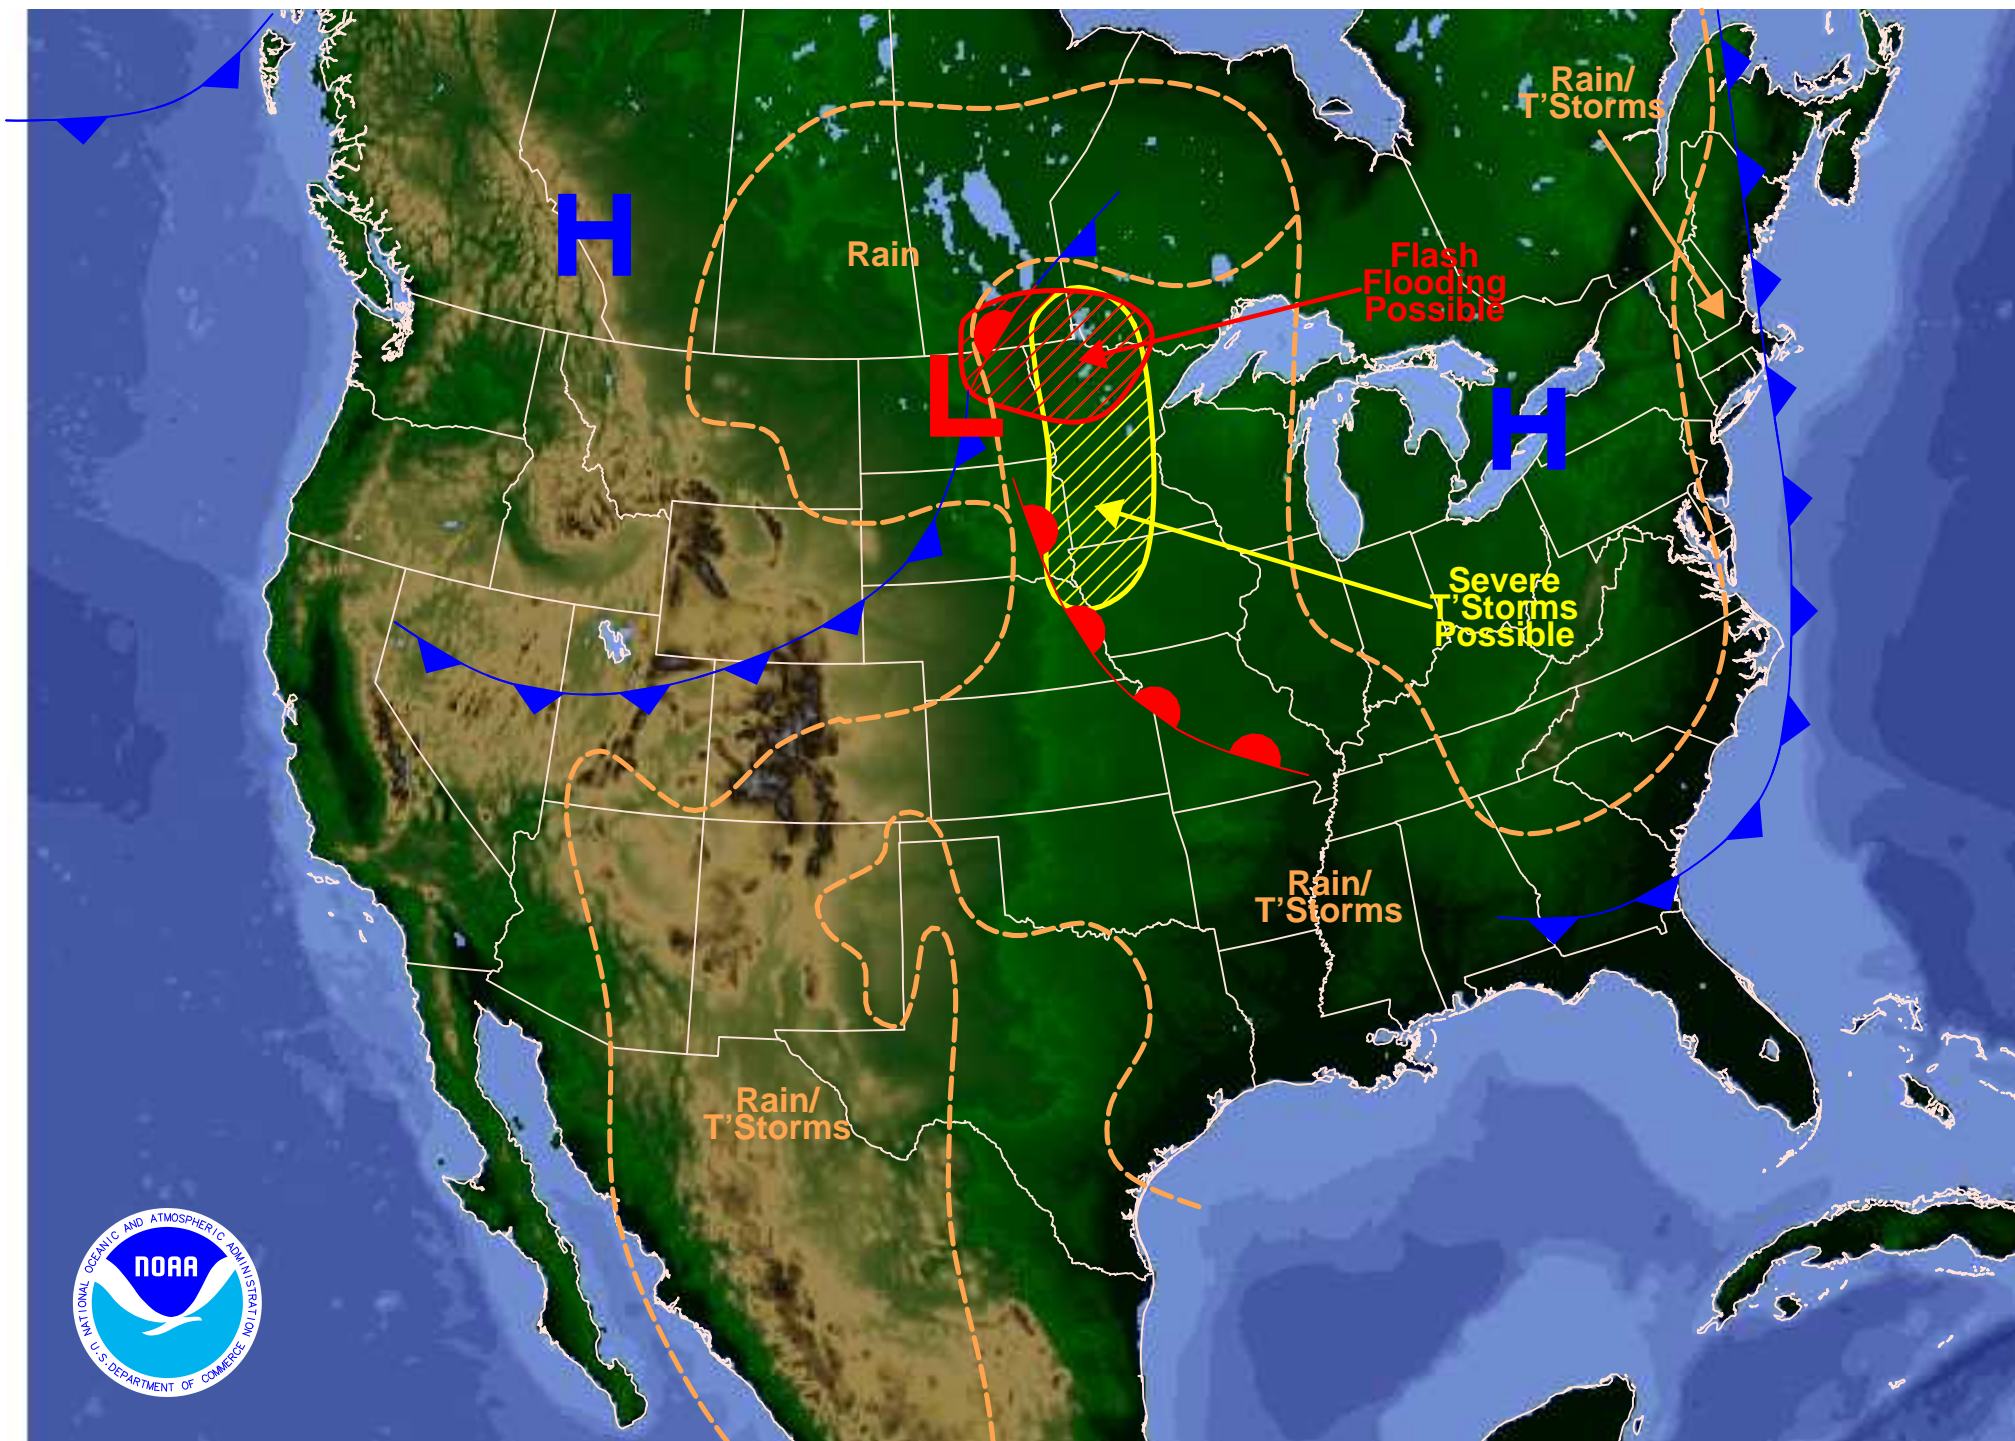 Rain/
T'Storms
H
Rain
Flash
Flooding
Possible
L
H
Severe
T'Storms
Possible
Rain/
T'Storms
Rain/
T'Storms
NATIONAL OCEANIC AND ATMOSPHERIC ADMINISTRATION
NOAA
U.S. DEPARTMENT OF COMMERCE